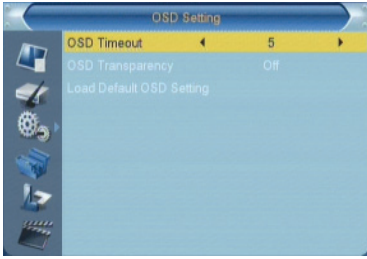 OSD Setting
OSD Timeout 5
OSD Transparency Off
Load Default OSD Setting